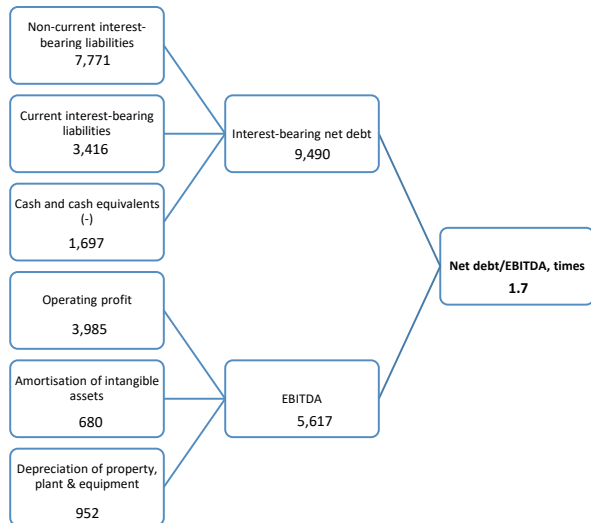 Non-current interest-
bearing liabilities
7,771
Current interest-bearing
liabilities
3,416
Cash and cash equivalents
(-)
1,697
Interest-bearing net debt
9,490
Net debt/EBITDA, times
1.7
Operating profit
3,985
Amortisation of intangible
assets
680
Depreciation of property,
plant & equipment
952
EBITDA
5,617